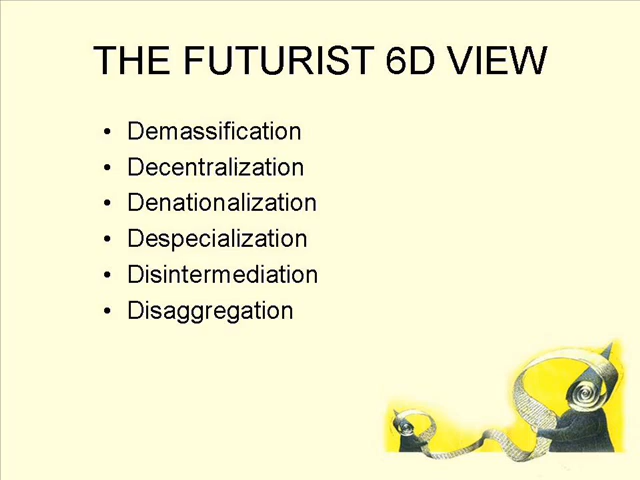 THE FUTURIST 6D VIEW
• Demassification
• Decentralization
• Denationalization
• Despecialization
• Disintermediation
• Disaggregation